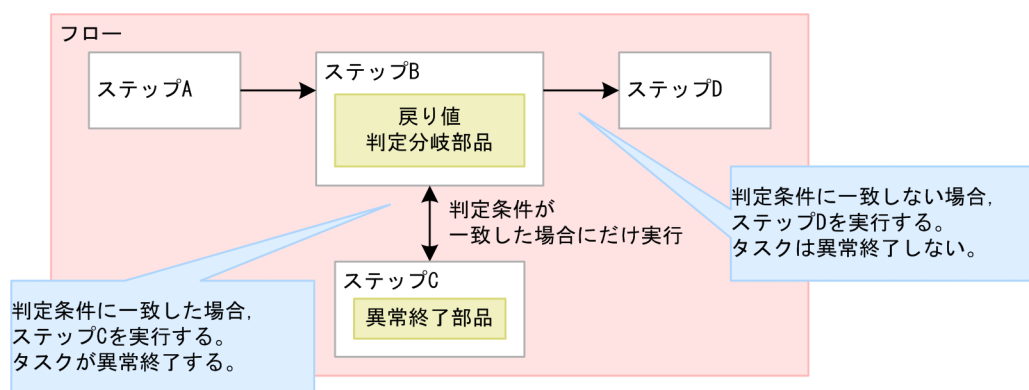 フロー
ステップA
ステップB
戻り値
判定分岐部品
ステップD
判定条件が
一致した場合にだけ実行
判定条件に一致しない場合,
ステップDを実行する。
タスクは異常終了しない。
ステップC
異常終了部品
判定条件に一致した場合,
ステップCを実行する。
タスクが異常終了する。